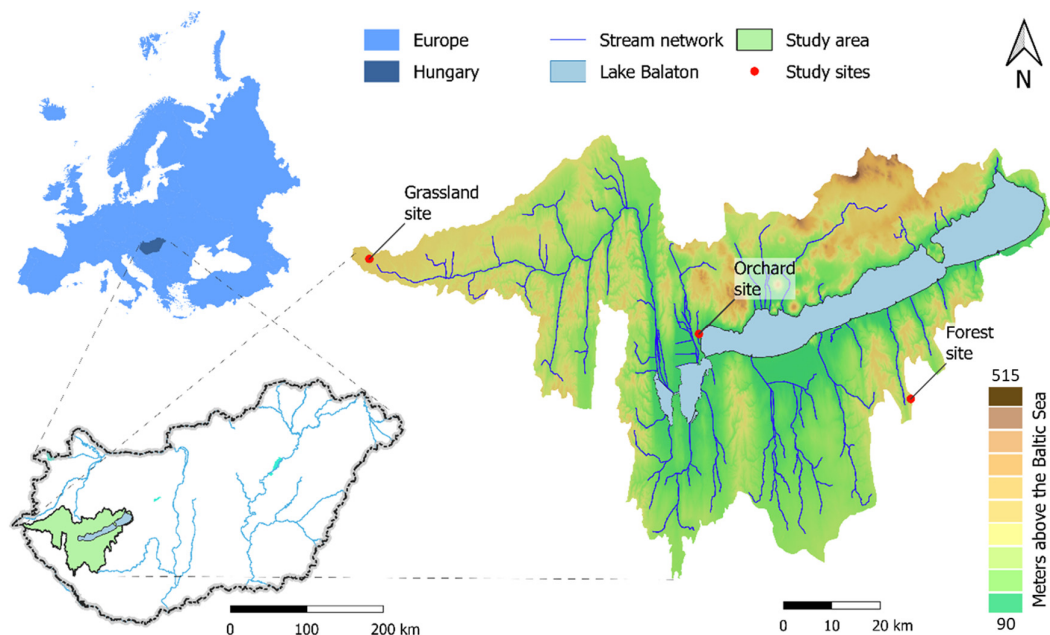 Europe
Hungary
Stream network
Lake Balaton
Study area
Study sites
N
Grassland
site
Orchard
site
Forest
site
515
Meters above the Baltic Sea
90
0 100 200 km
0 10 20 km